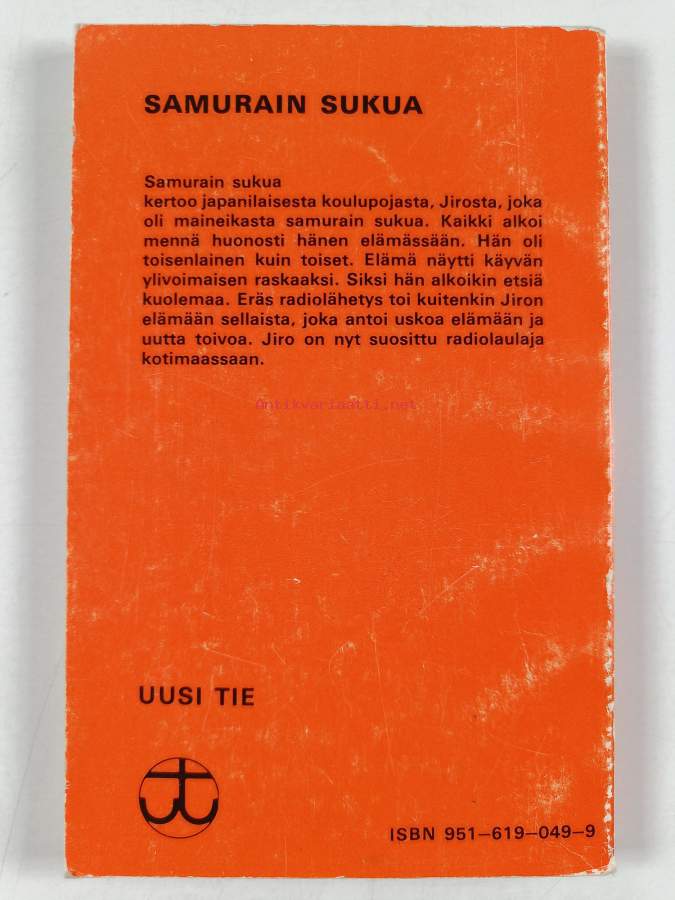 SAMURAIN SUKUA
Samurain sukua
kertoo japanilaisesta koulupojasta, Jirosta, joka
oli maineikasta samurain sukua. Kaikki alkoi
mennä huonosti hänen elämässään. Hän oli
toisenlainen kuin toiset. Elämä näytti käyvän
ylivoimaisen raskaaksi. Siksi hän alkoikin etsiä
kuolemaa. Eräs radiolähetys toi kuitenkin Jiron
elämään sellaista, joka antoi uskoa elämään ja
uutta toivoa. Jiro on nyt suosittu radiolaulaja
kotimaassaan.
Antikvariaatti.net
UUSI TIE
ISBN 951-619-049-9